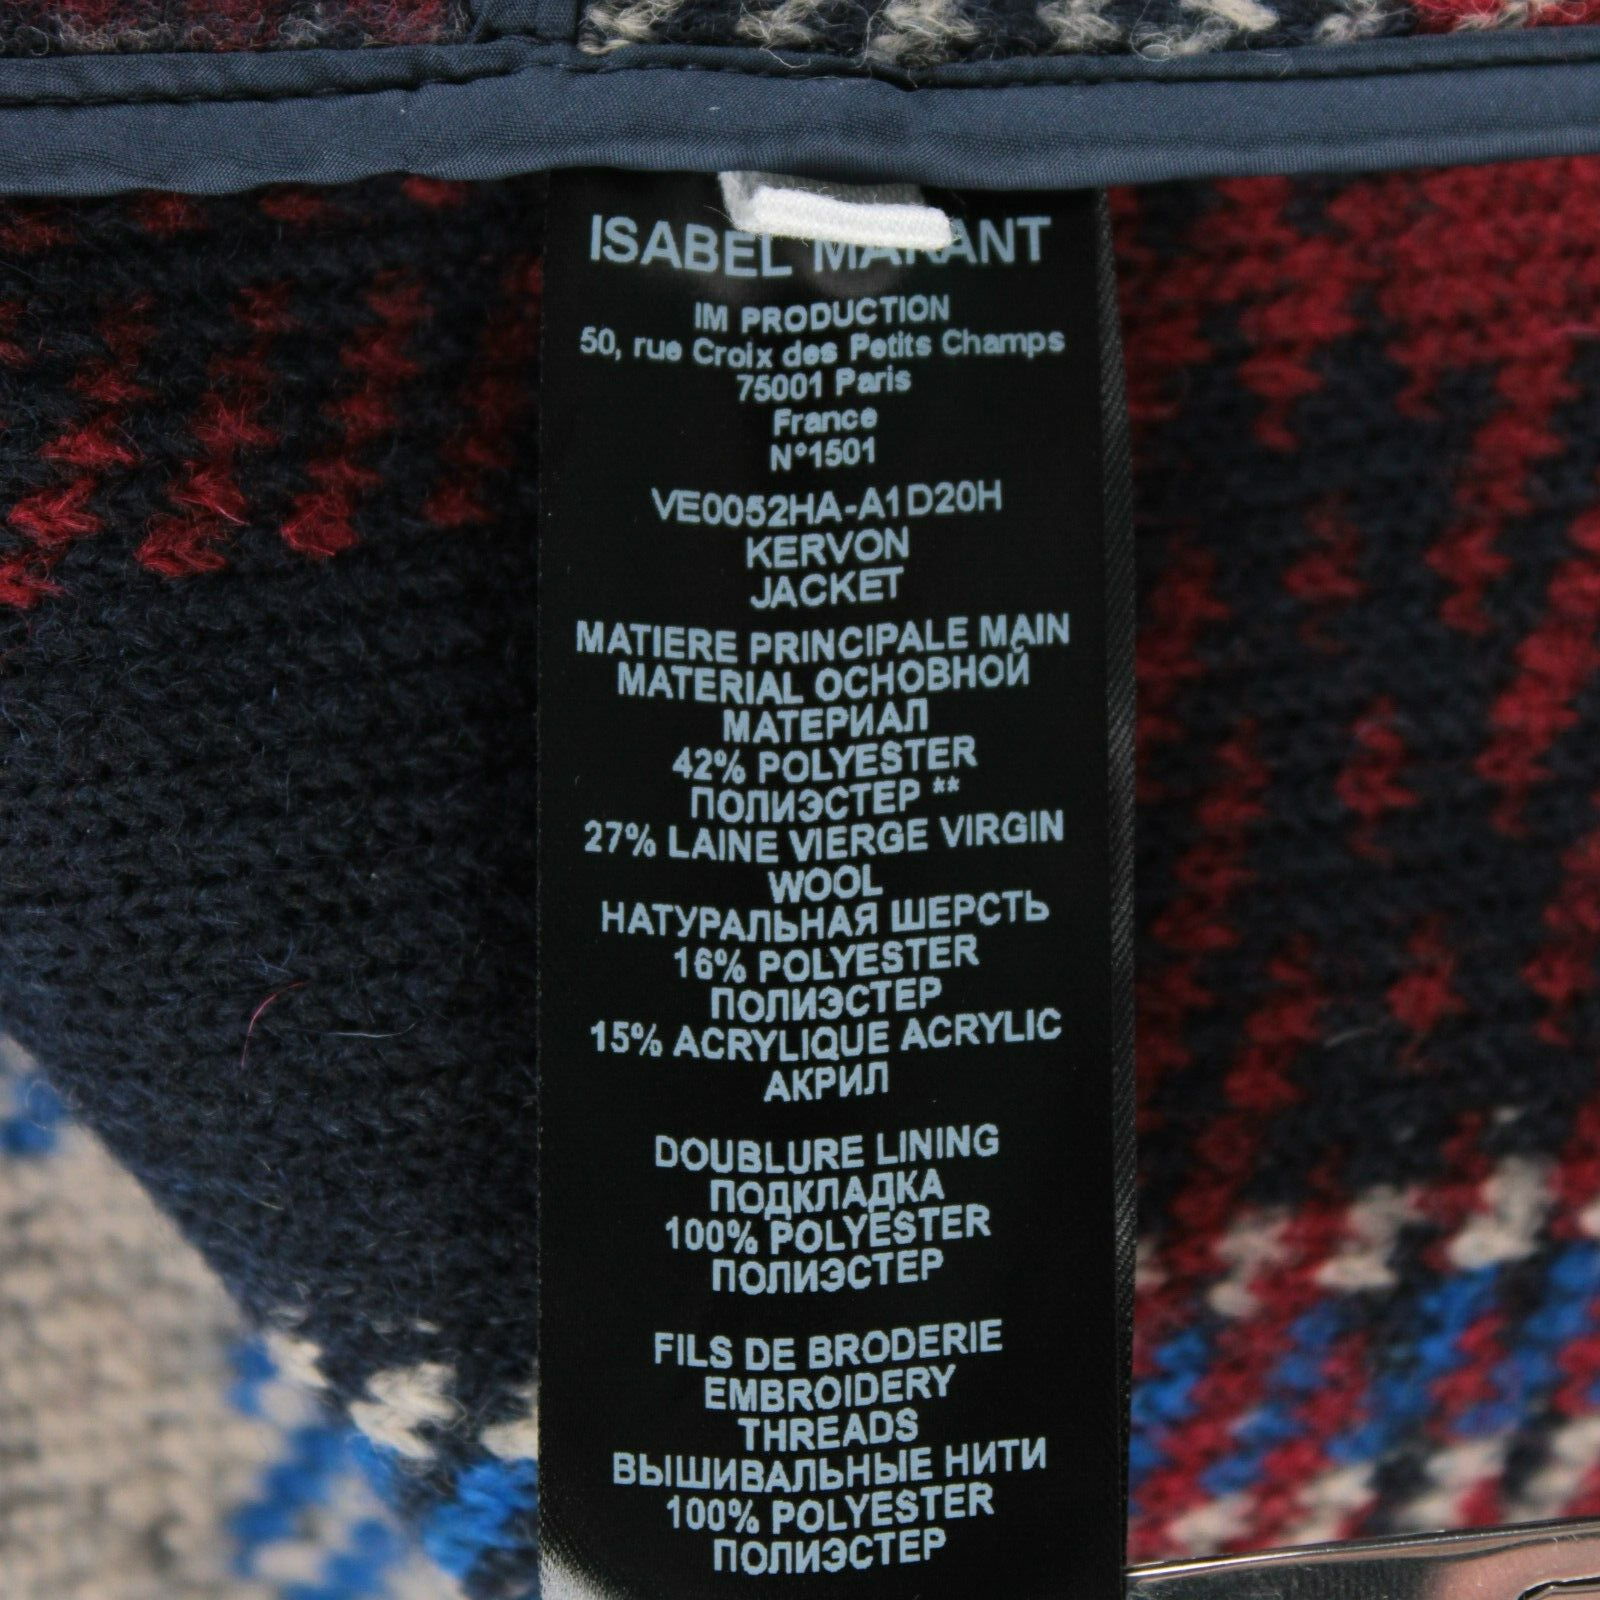 ISABEL MARANT
IM PRODUCTION
50, rue Croix des Petits Champs
75001 Paris
France
N°1501
VE0052HA-A1D20H
KERVON
JACKET
MATIERE PRINCIPALE MAIN
MATERIAL ОСНОВНОЙ
МАТЕРИАЛ
42% POLYESTER
ПОЛИЭСТЕР **
27% LAINE VIERGE VIRGIN
WOOL
НАТУРАЛЬНАЯ ШЕРСТЬ
16% POLYESTER
ПОЛИЭСТЕР
15% ACRYLIQUE ACRYLIC
АКРИЛ
DOUBLURE LINING
ПОДКЛАДКА
100% POLYESTER
ПОЛИЭСТЕР
FILS DE BRODERIE
EMBROIDERY
THREADS
ВЫШИВАЛЬНЫЕ НИТИ
100% POLYESTER
ПОЛИЭСТЕР